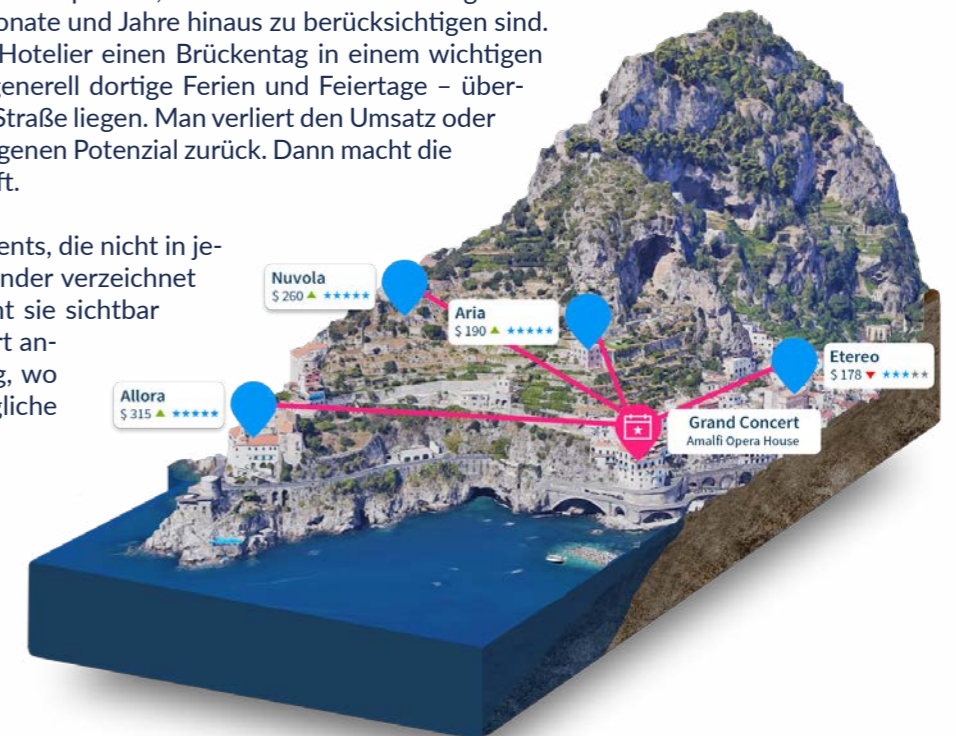 onate und Jahre hinaus zu berücksichtigen sind.
Hotelier einen Brückentag in einem wichtigen
generell dortige Ferien und Feiertage – über-
Straße liegen. Man verliert den Umsatz oder
genen Potenzial zurück. Dann macht die
ft.
ents, die nicht in je-
nder verzeichnet
ht sie sichtbar
rt an-
g, wo
gliche
Nuvola
$ 260 ▲ ★★★★★
Aria
$ 190 ▲ ★★★★★
Etereo
$ 178 ▼ ★★★★★
Allora
$ 315 ▲ ★★★★★
Grand Concert
Amalfi Opera House